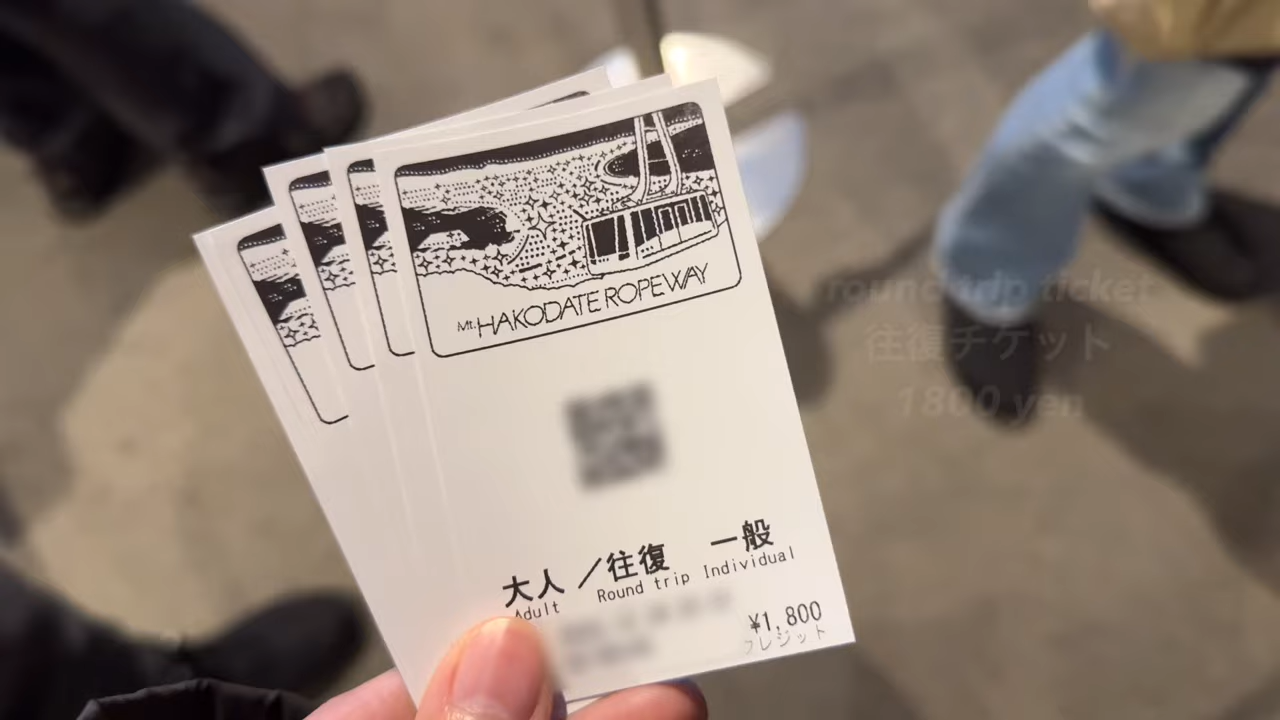 Mt. HAKODATE ROPEWAY
大人／往復 一般
Adult Round trip Individual
¥1,800
クレジット
round trip ticket
往復チケット
1800 yen